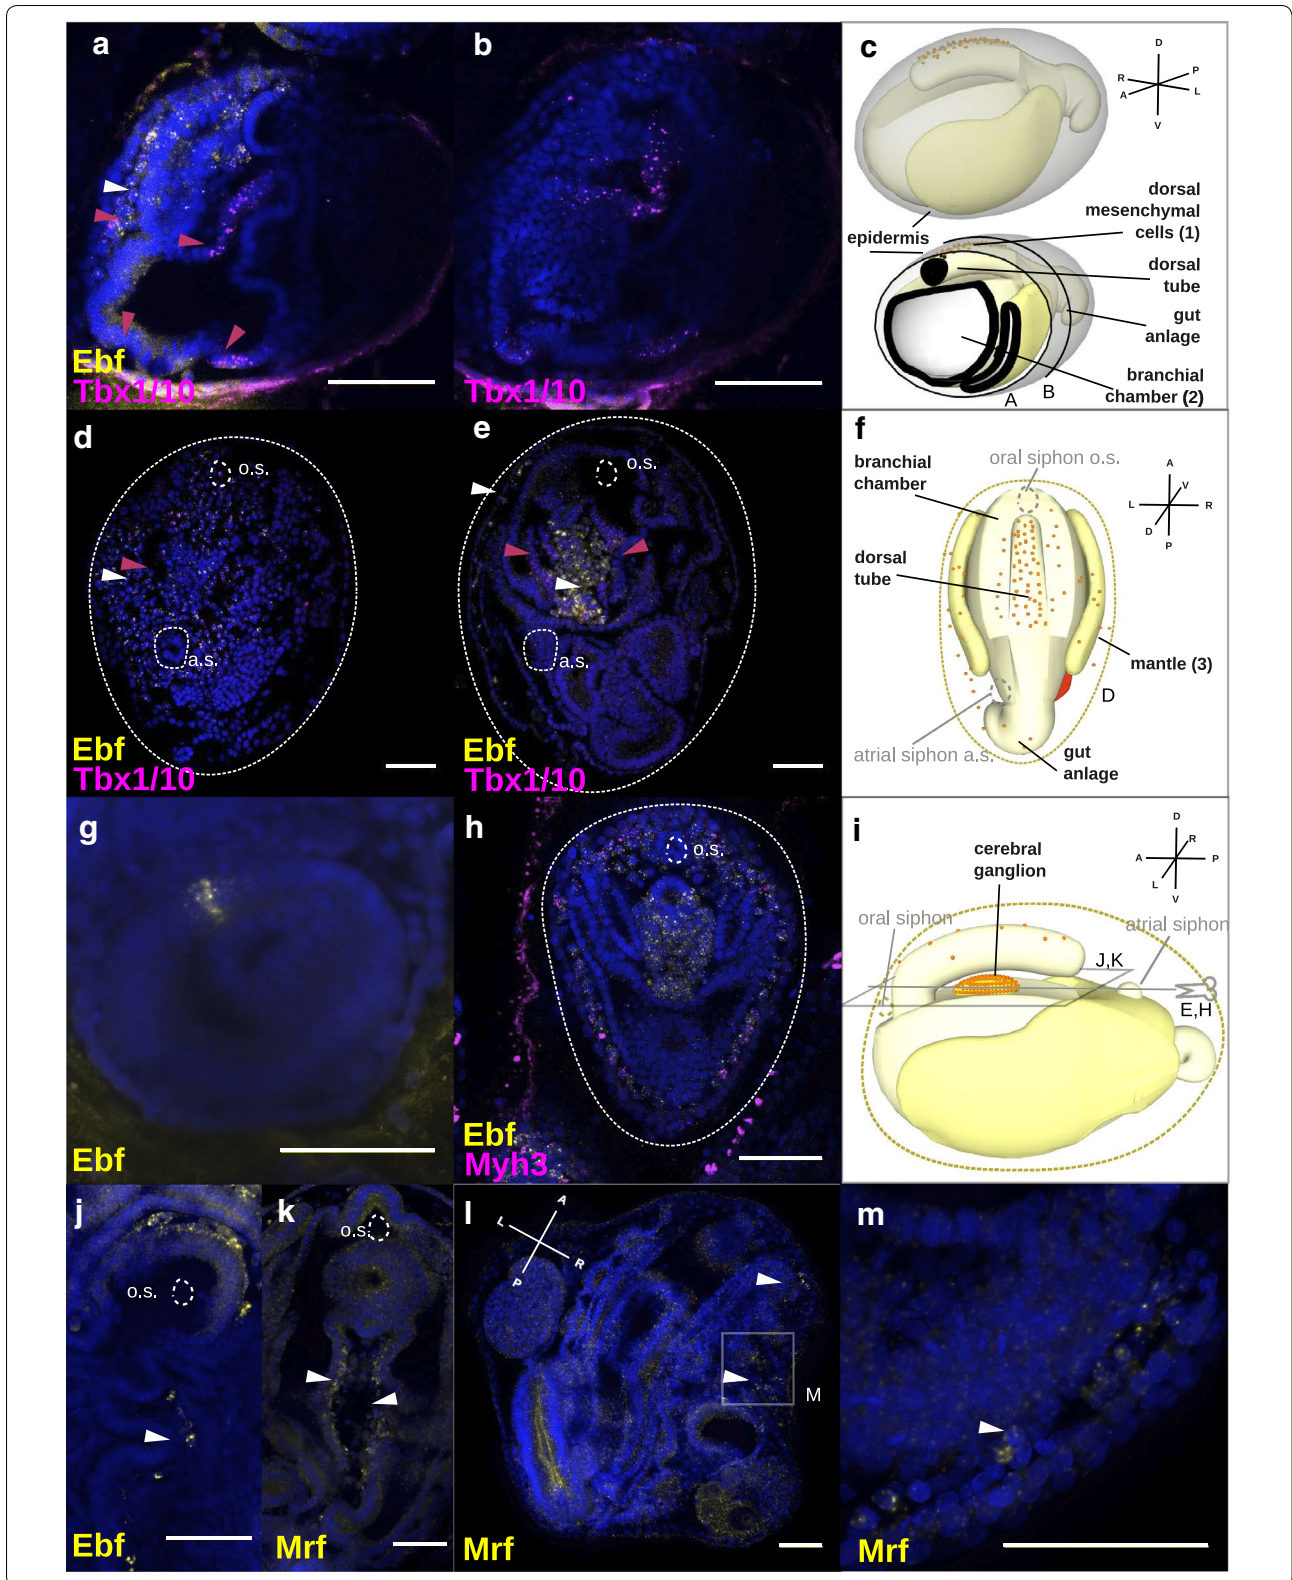 a
Ebf
Tbx1/10
b
Tbx1/10
c
D
R
P
A
L
V
dorsal
mesenchymal
cells (1)
epidermis
dorsal
tube
gut
anlage
branchial
chamber (2)
A
B
d
o.s.
a.s.
Ebf
Tbx1/10
e
o.s.
a.s.
Ebf
Tbx1/10
f
branchial
chamber
oral siphon o.s.
A
V
L
R
D
P
dorsal
tube
mantle (3)
D
atrial siphon a.s.
gut
anlage
g
Ebf
h
o.s.
Ebf
Myh3
i
cerebral
ganglion
D
R
A
P
L
V
oral siphon
atrial siphon
J,K
E,H
j
o.s.
Ebf
k
o.s.
Mrf
l
A
L
R
P
M
Mrf
m
Mrf